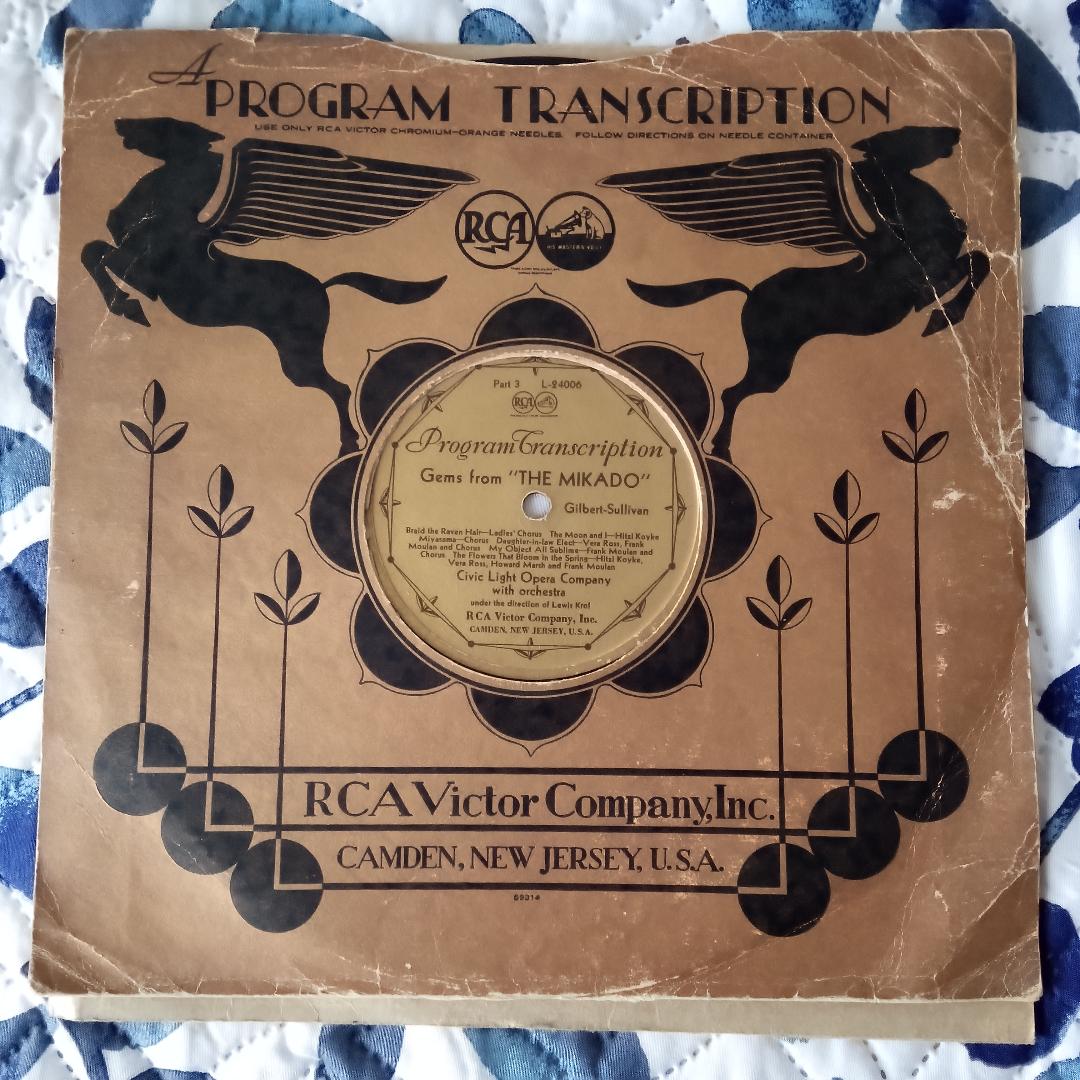 A
PROGRAM TRANSCRIPTION
USE ONLY RCA VICTOR CHROMIUM-ORANGE NEEDLES. FOLLOW DIRECTIONS ON NEEDLE CONTAINER
RCA
HIS MASTER'S VOICE
Part 3 L-24006
RCA
Program Transcription
Gems from "THE MIKADO"
Gilbert-Sullivan
Braid the Raven Hair—Ladies' Chorus The Moon and I—Hitzi Koyke
Miyasma—Chorus Daughter-in-law Elect—Vera Ross, Frank
Moulan and Chorus My Object All Sublime—Frank Moulan and
Chorus The Flowers That Bloom in the Spring—Hitzi Koyke,
Vera Ross, Howard Marsh and Frank Moulan
Civic Light Opera Company
with orchestra
under the direction of Lewis Krol
RCA Victor Company, Inc.
CAMDEN, NEW JERSEY, U.S.A.
RCA Victor Company, Inc.
CAMDEN, NEW JERSEY, U.S.A.